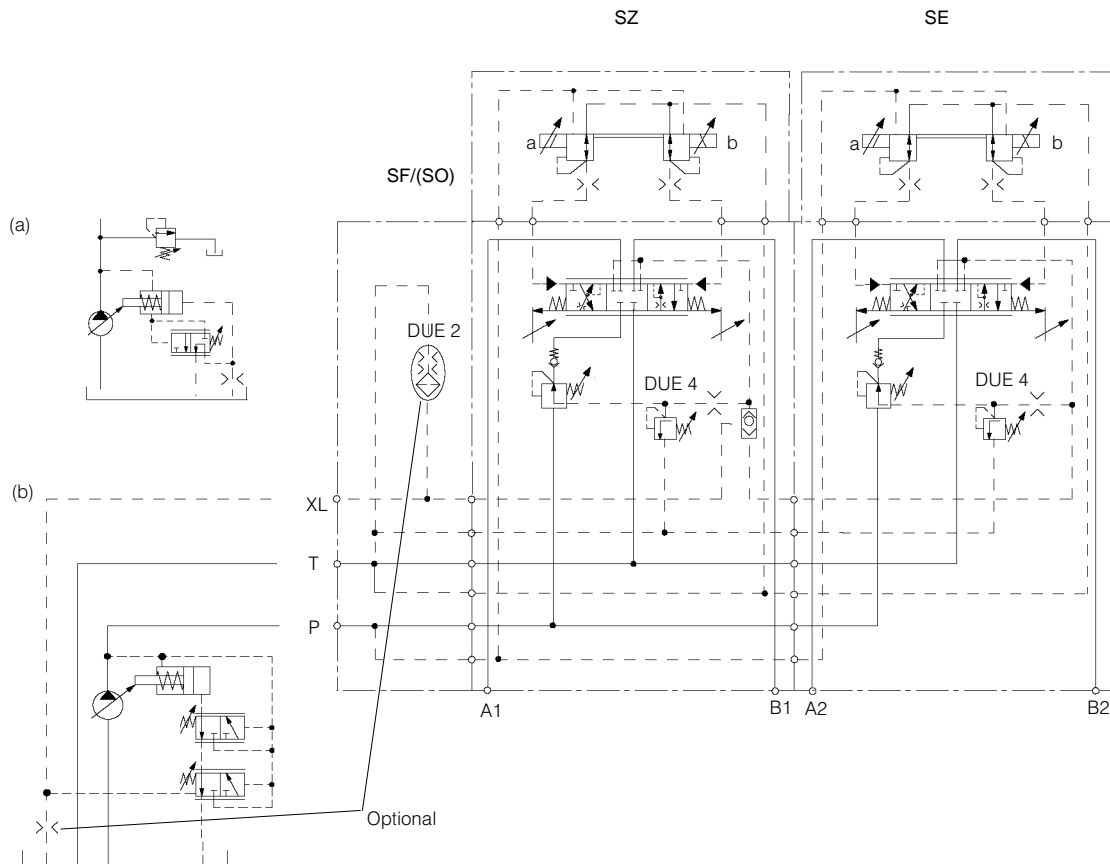 SZ
SE
a
b
a
b
SF/(SO)
(a)
DUE 2
DUE 4
DUE 4
(b)
XL
T
P
A1
B1
A2
B2
Optional